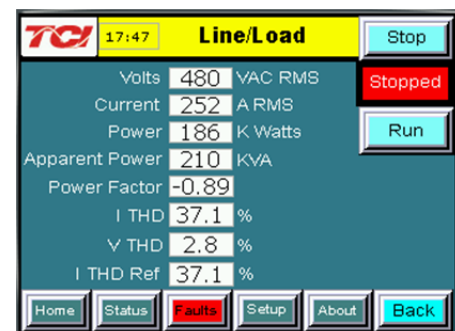 TCI 17:47 Line/Load Stop
Volts 480 VAC RMS Stopped
Current 252 A RMS
Power 186 K Watts Run
Apparent Power 210 KVA
Power Factor -0.89
I THD 37.1 %
V THD 2.8 %
I THD Ref 37.1 %
Home Status Faults Setup About Back